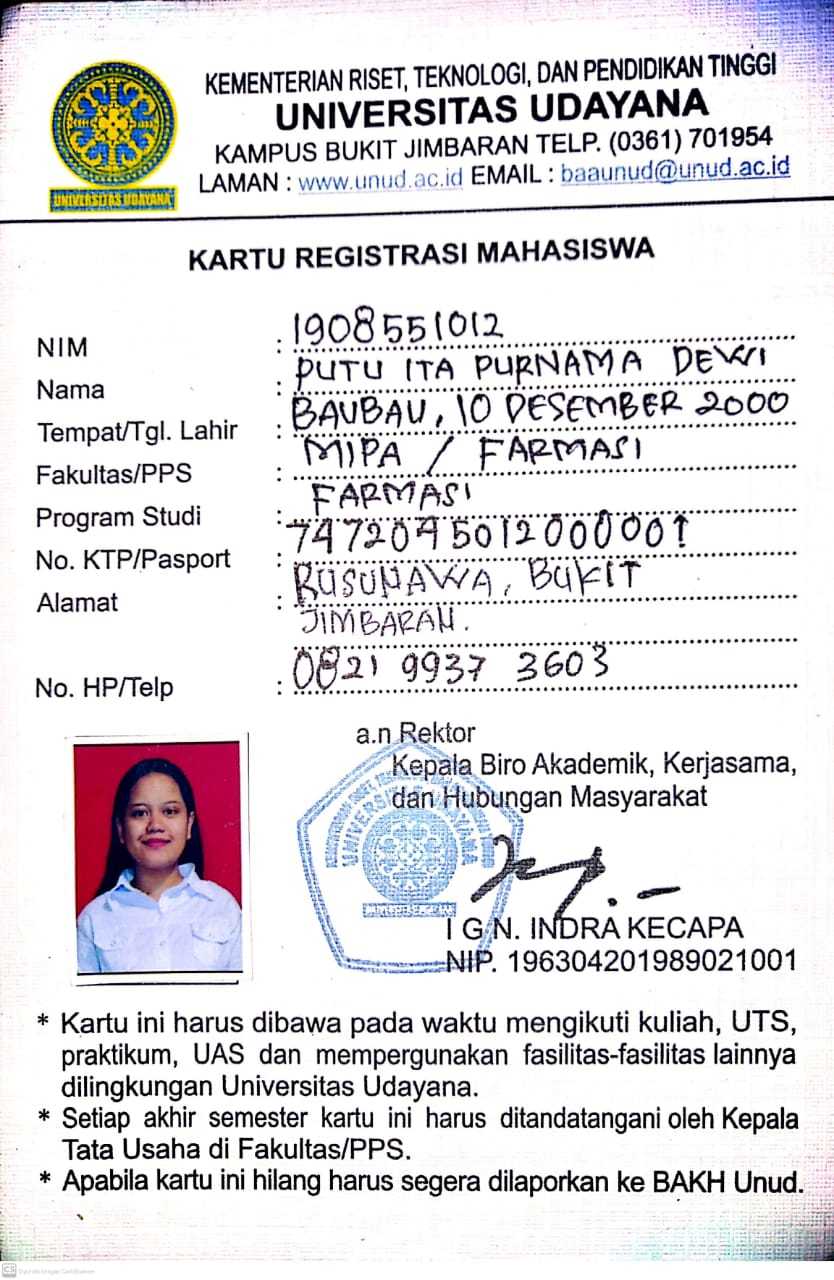 KEMENTERIAN RISET, TEKNOLOGI, DAN PENDIDIKAN TINGGI
UNIVERSITAS UDAYANA
KAMPUS BUKIT JIMBARAN TELP. (0361) 701954
LAMAN : www.unud.ac.id EMAIL : baaunud@unud.ac.id
UNIVERSITAS UDAYANA
KARTU REGISTRASI MAHASISWA
NIM : 1908551012
Nama : PUTU ITA PURNAMA DEWI
Tempat/Tgl. Lahir : BAUBAU, 10 DESEMBER 2000
Fakultas/PPS : MIPA / FARMASI
Program Studi : FARMASI
No. KTP/Pasport : 7472045012000001
Alamat : RUSUNAWA, BUKIT
JIMBARAN.
No. HP/Telp : 0821 9937 3603
a.n Rektor
Kepala Biro Akademik, Kerjasama,
dan Hubungan Masyarakat
UNIVERSITAS UDAYANA
I G N. INDRA KECAPA
NIP. 196304201989021001
* Kartu ini harus dibawa pada waktu mengikuti kuliah, UTS,
praktikum, UAS dan mempergunakan fasilitas-fasilitas lainnya
dilingkungan Universitas Udayana.
* Setiap akhir semester kartu ini harus ditandatangani oleh Kepala
Tata Usaha di Fakultas/PPS.
* Apabila kartu ini hilang harus segera dilaporkan ke BAKH Unud.
CS